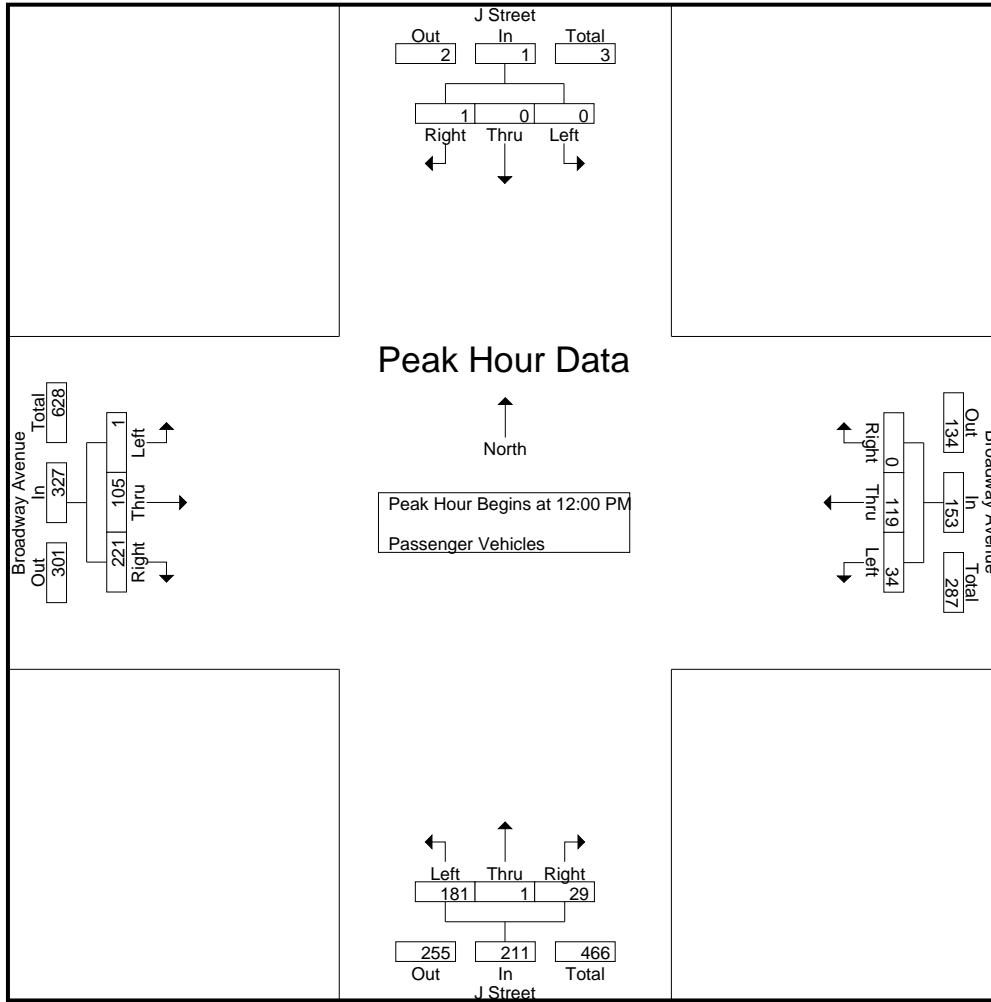 J Street
Out In Total
2 1 3
1 0 0
Right Thru Left
Peak Hour Data
North
Peak Hour Begins at 12:00 PM
Passenger Vehicles
Broadway Avenue
Out In Total
301 327 628
221 105 1
Right Thru Left
Broadway Avenue
Out In Total
134 153 287
0 119 34
Right Thru Left
Left Thru Right
181 1 29
255 211 466
Out In Total
J Street